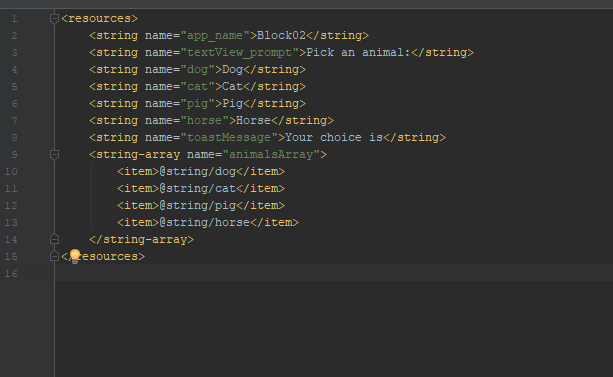 1 <resources>
2 <string name="app_name">Block02</string>
3 <string name="textView_prompt">Pick an animal:</string>
4 <string name="dog">Dog</string>
5 <string name="cat">Cat</string>
6 <string name="pig">Pig</string>
7 <string name="horse">Horse</string>
8 <string name="toastMessage">Your choice is</string>
9 <string-array name="animalsArray">
10 <item>@string/dog</item>
11 <item>@string/cat</item>
12 <item>@string/pig</item>
13 <item>@string/horse</item>
14 </string-array>
15 </resources>
16